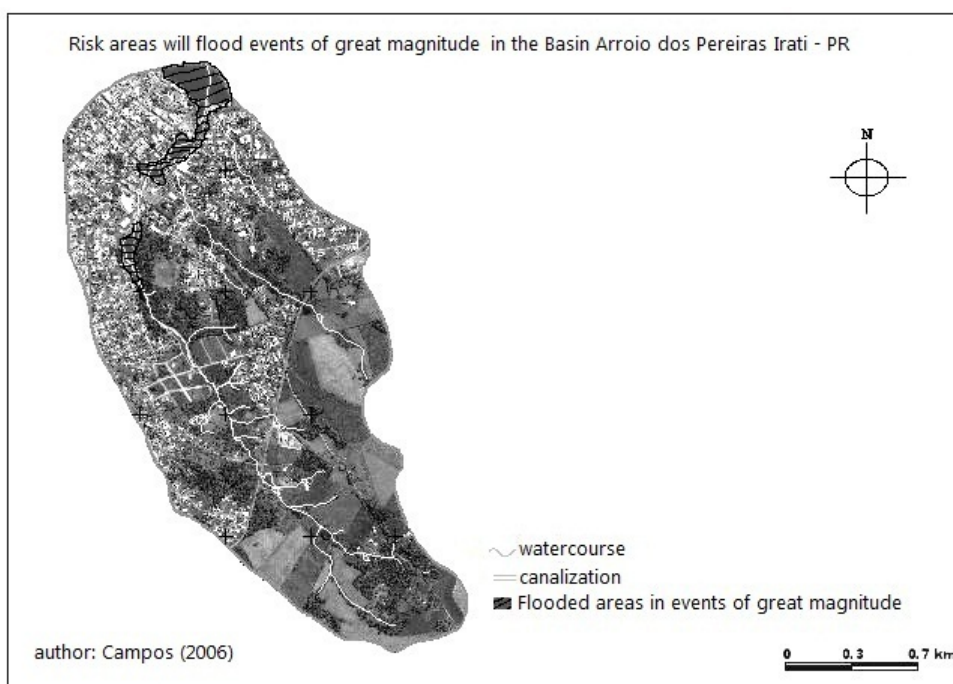 Risk areas will flood events of great magnitude in the Basin Arroio dos Pereiras Irati - PR
N
watercourse
canalization
Flooded areas in events of great magnitude
author: Campos (2006)
0 0.3 0.7 km